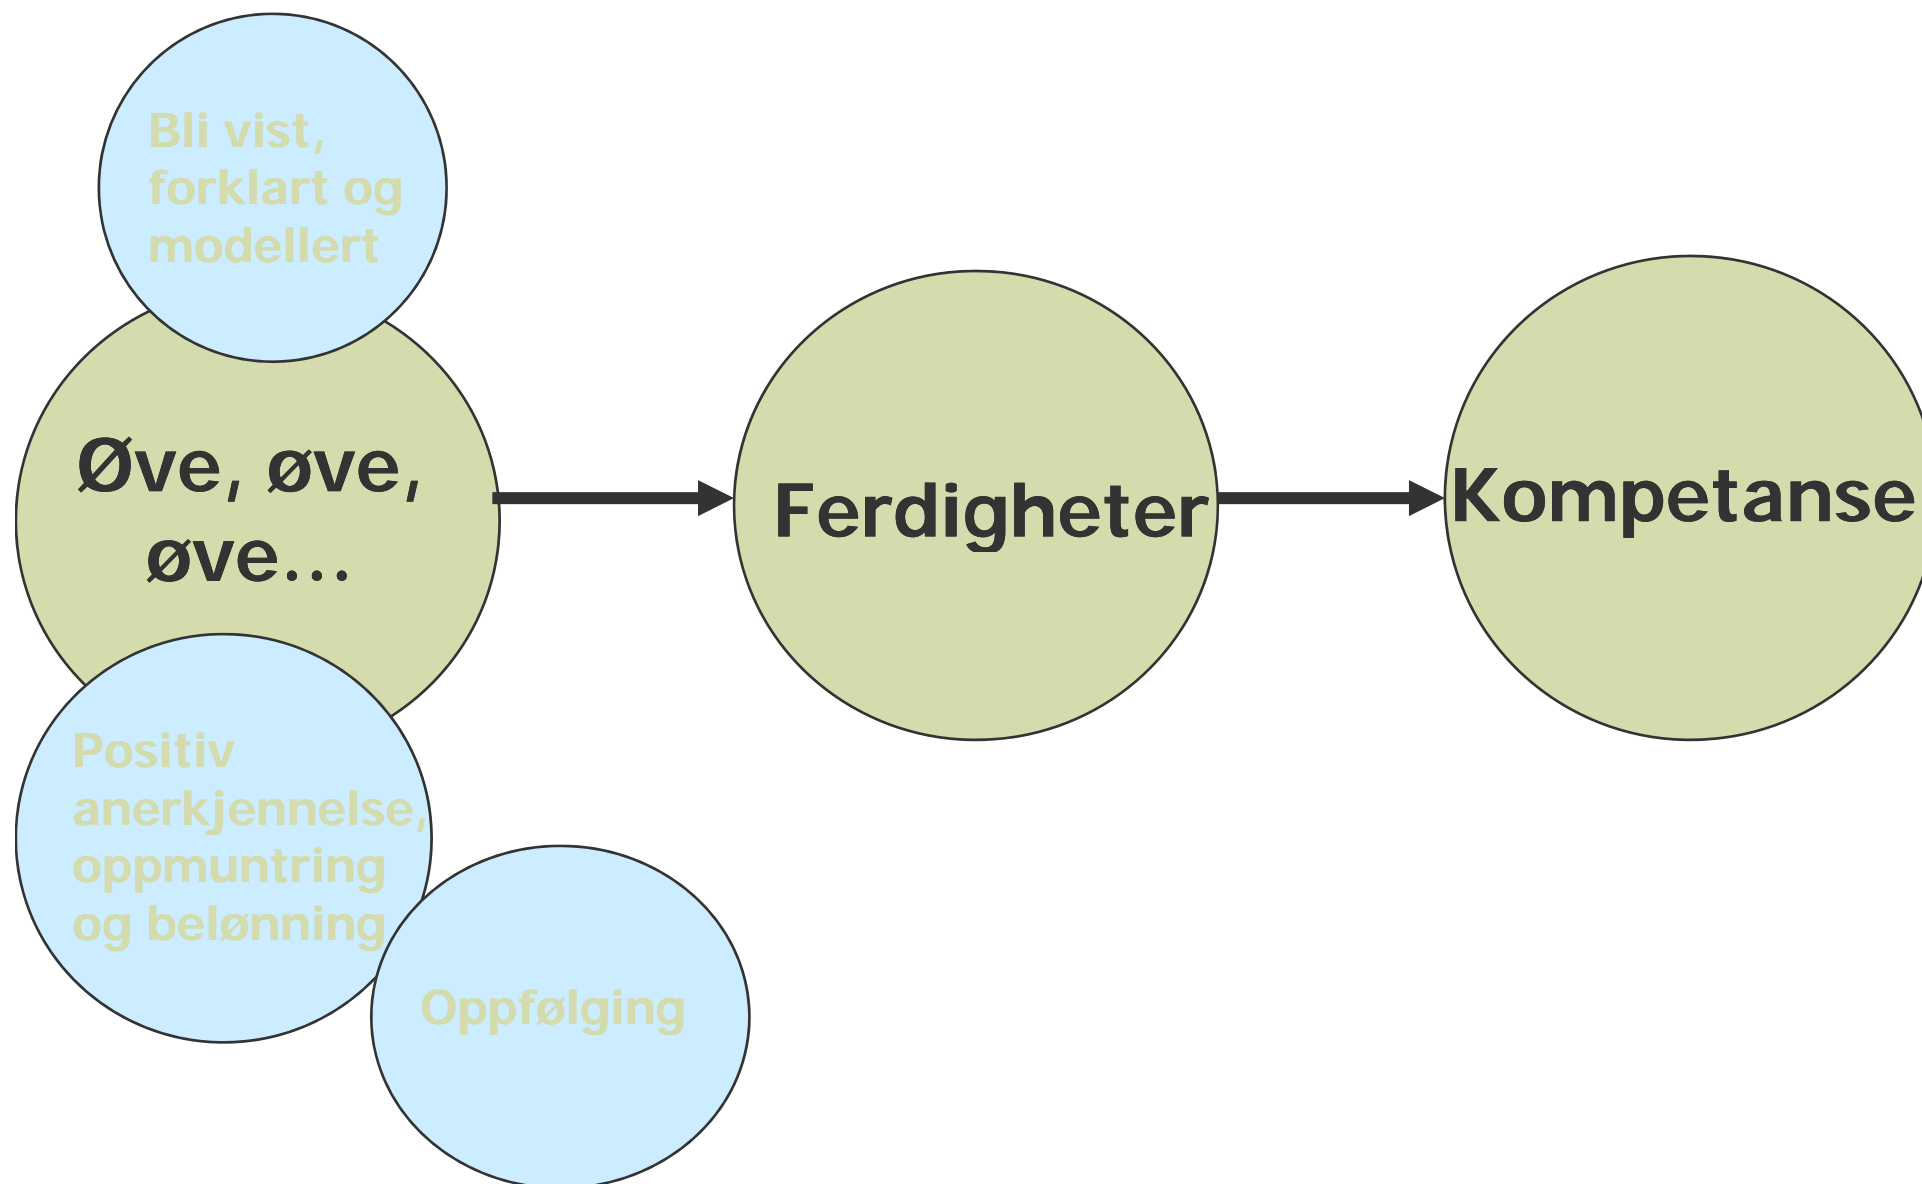 Bli vist,
forklart og
modellert
Øve, øve,
øve...
Ferdigheter
Kompetanse
Positiv
anerkjennelse,
oppmuntring
og belønning
Oppfølging